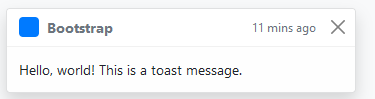 Bootstrap 11 mins ago
Hello, world! This is a toast message.